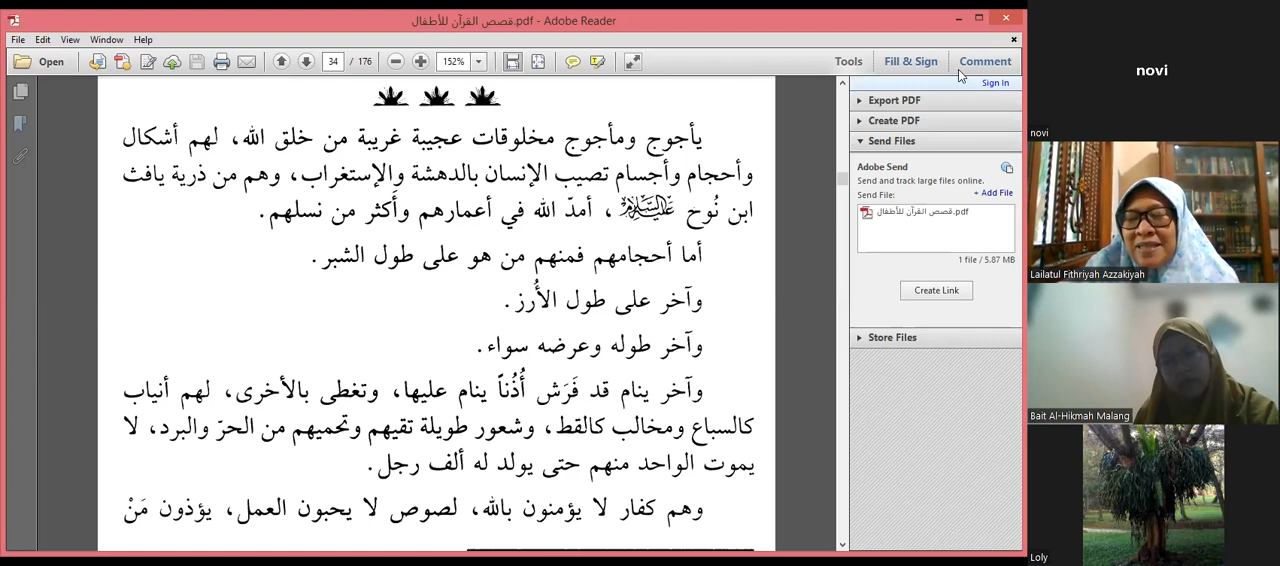 قصص القرآن للأطفال.pdf - Adobe Reader
File Edit View Window Help
Open 34 / 176 152% Tools Fill & Sign Comment
Sign In
Export PDF
Create PDF
Send Files
Adobe Send
Send and track large files online.
+ Add File
Send File:
قصص القرآن للأطفال.pdf
1 file / 5.87 MB
Create Link
Store Files
يأجوج ومأجوج مخلوقات عجيبة غريبة من خلق الله، لهم أشكال
وأحجام وأجسام تصيب الإنسان بالدهشة والإستغراب، وهم من ذرية يافث
ابن نُوح عليه السلام، أمدّ الله في أعمارهم وأكثر من نسلهم.
أما أحجامهم فمنهم من هو على طول الشبر.
وآخر على طول الأُرز.
وآخر طوله وعرضه سواء.
وآخر ينام قد فَرَش أُذُناً ينام عليها، وتغطى بالأخرى، لهم أنياب
كالسباع ومخالب كالقط، وشعور طويلة تقيهم وتحميهم من الحرّ والبرد، لا
يموت الواحد منهم حتى يولد له ألف رجل.
وهم كفار لا يؤمنون بالله، لصوص لا يحبون العمل، يؤذون مَنْ
novi
novi
Lailatul Fithriyah Azzakiyah
Bait Al-Hikmah Malang
Loly